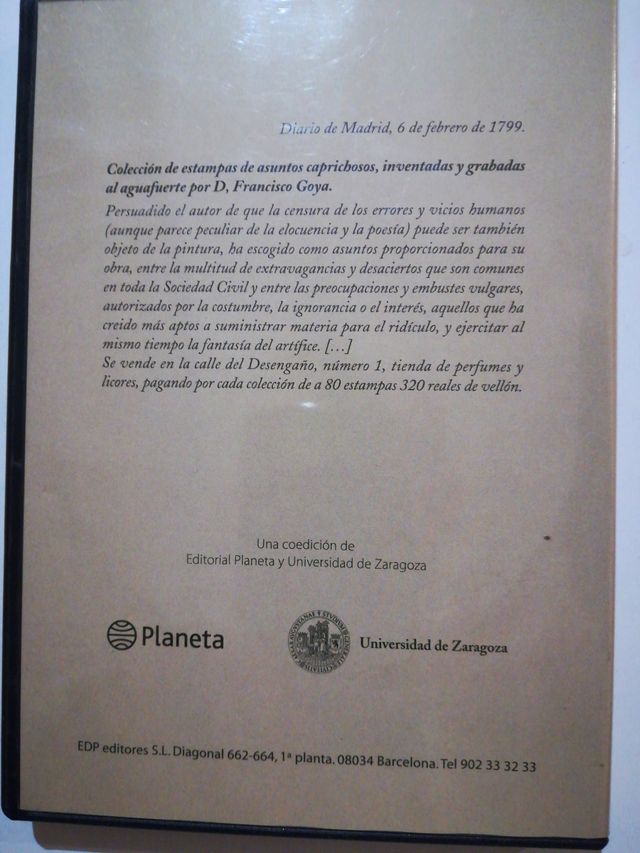 Diario de Madrid, 6 de febrero de 1799.
Colección de estampas de asuntos caprichosos, inventadas y grabadas
al aguafuerte por D, Francisco Goya.
Persuadido el autor de que la censura de los errores y vicios humanos
(aunque parece peculiar de la elocuencia y la poesía) puede ser también
objeto de la pintura, ha escogido como asuntos proporcionados para su
obra, entre la multitud de extravagancias y desaciertos que son comunes
en toda la Sociedad Civil y entre las preocupaciones y embustes vulgares,
autorizados por la costumbre, la ignorancia o el interés, aquellos que ha
creido más aptos a suministrar materia para el ridículo, y ejercitar al
mismo tiempo la fantasía del artífice. [...]
Se vende en la calle del Desengaño, número 1, tienda de perfumes y
licores, pagando por cada colección de a 80 estampas 320 reales de vellón.
Una coedición de
Editorial Planeta y Universidad de Zaragoza
Planeta
Universidad de Zaragoza
EDP editores S.L. Diagonal 662-664, 1ª planta. 08034 Barcelona. Tel 902 33 32 33